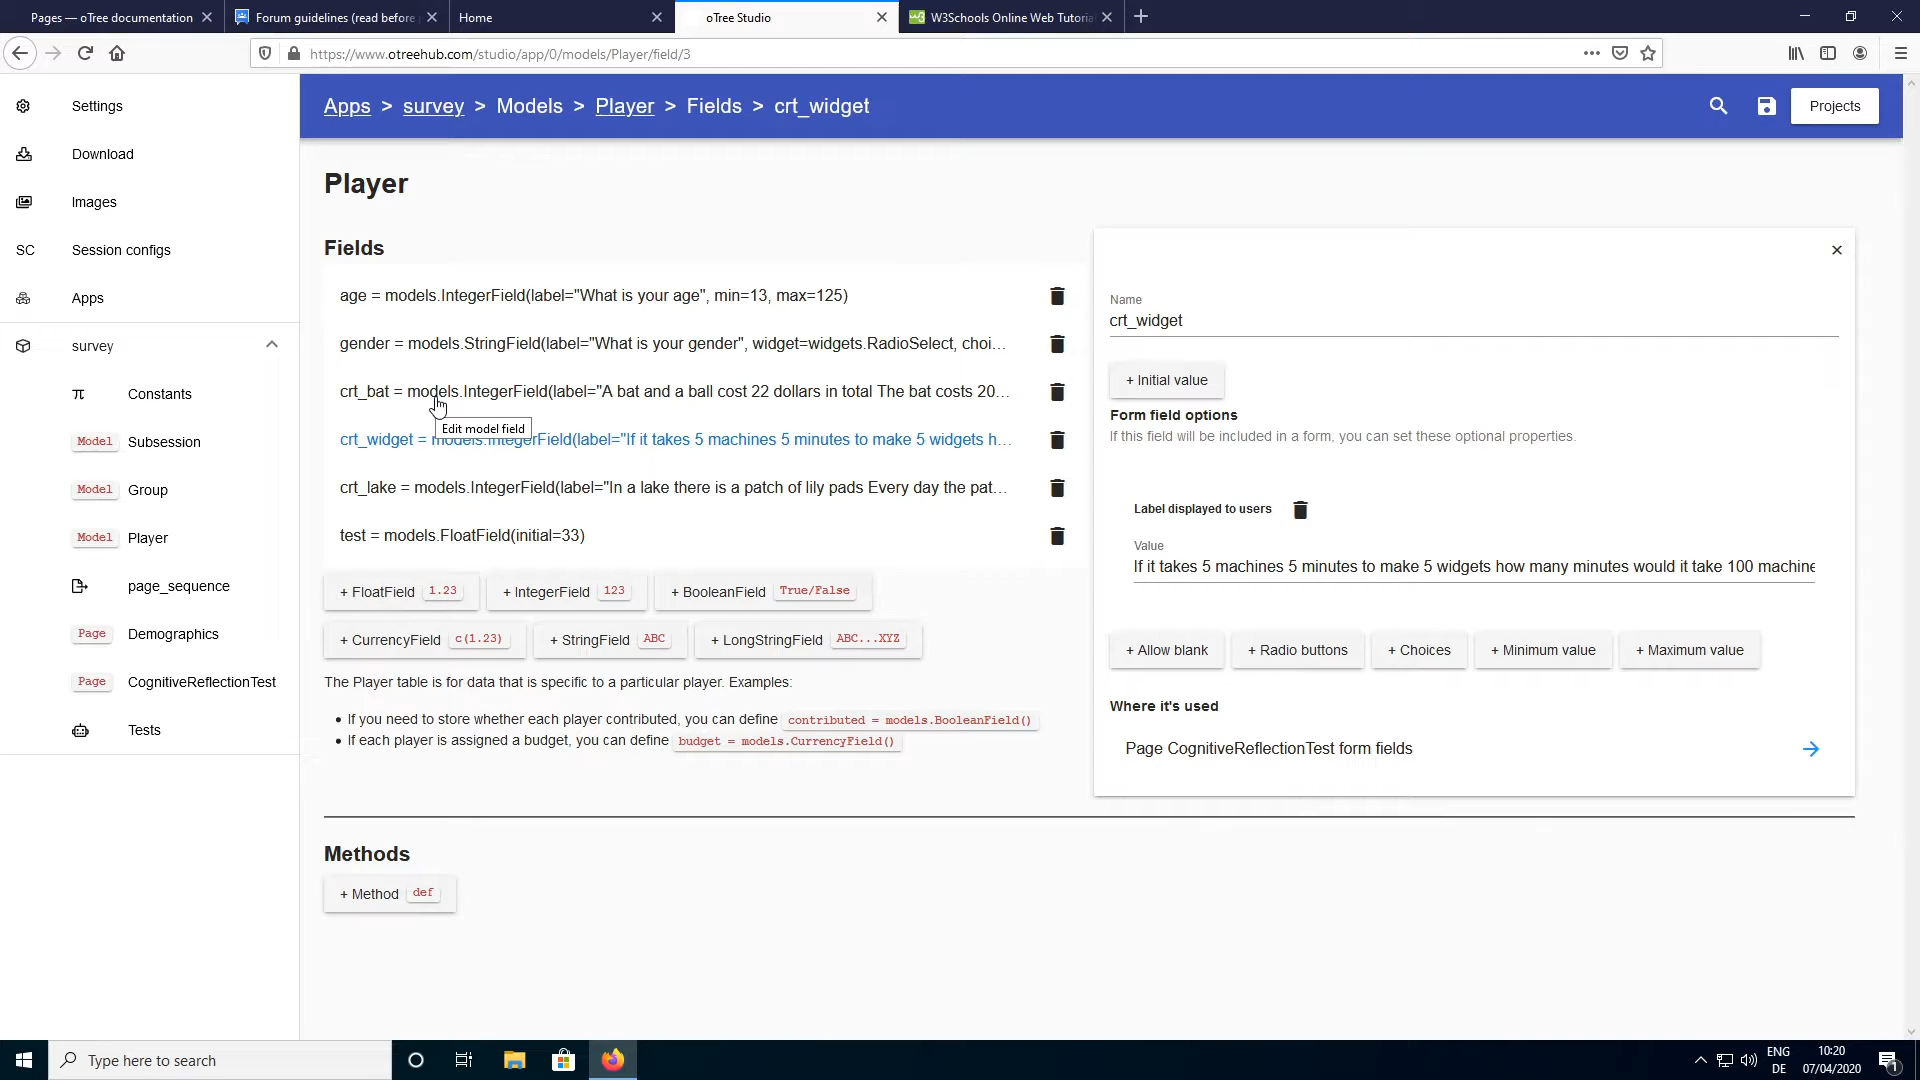 Pages — oTree documentation
Forum guidelines (read before
Home
oTree Studio
W3Schools Online Web Tutoria
https://www.otreehub.com/studio/app/0/models/Player/field/3
Settings
Download
Images
SC Session configs
Apps
survey
π Constants
Model Subsession
Model Group
Model Player
page_sequence
Page Demographics
Page CognitiveReflectionTest
Tests
Apps > survey > Models > Player > Fields > crt_widget
Projects
Player
Fields
age = models.IntegerField(label="What is your age", min=13, max=125)
gender = models.StringField(label="What is your gender", widget=widgets.RadioSelect, choi...
crt_bat = models.IntegerField(label="A bat and a ball cost 22 dollars in total The bat costs 20...
Edit model field
crt_widget = models.IntegerField(label="If it takes 5 machines 5 minutes to make 5 widgets h...
crt_lake = models.IntegerField(label="In a lake there is a patch of lily pads Every day the pat...
test = models.FloatField(initial=33)
+ FloatField 1.23 + IntegerField 123 + BooleanField True/False
+ CurrencyField c(1.23) + StringField ABC + LongStringField ABC...XYZ
The Player table is for data that is specific to a particular player. Examples:
• If you need to store whether each player contributed, you can define contributed = models.BooleanField()
• If each player is assigned a budget, you can define budget = models.CurrencyField()
Name
crt_widget
+ Initial value
Form field options
If this field will be included in a form, you can set these optional properties.
Label displayed to users
Value
If it takes 5 machines 5 minutes to make 5 widgets how many minutes would it take 100 machine
+ Allow blank + Radio buttons + Choices + Minimum value + Maximum value
Where it's used
Page CognitiveReflectionTest form fields
Methods
+ Method def
Type here to search
ENG
DE
10:20
07/04/2020
1